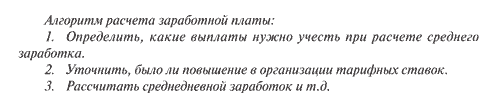 Алгоритм расчета заработной платы:
1. Определить, какие выплаты нужно учесть при расчете среднего
заработка.
2. Уточнить, было ли повышение в организации тарифных ставок.
3. Рассчитать среднедневной заработок и т.д.